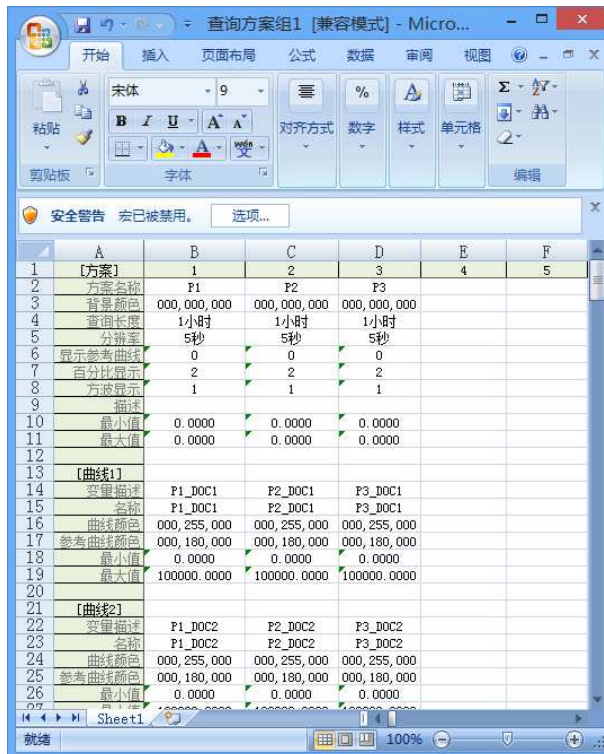 查询方案组1 [兼容模式] - Micro...
开始 插入 页面布局 公式 数据 审阅 视图
宋体 9
粘贴 B I U A A 对齐方式 数字 样式 单元格
% A Σ
A wén 变
剪贴板 字体 编辑
安全警告 宏已被禁用。 选项...
A B C D E F
1 [方案] 1 2 3 4 5
2 方案名称 P1 P2 P3
3 背景颜色 000,000,000 000,000,000 000,000,000
4 查询长度 1小时 1小时 1小时
5 分辨率 5秒 5秒 5秒
6 显示参考曲线 0 0 0
7 百分比显示 2 2 2
8 方波显示 1 1 1
9 描述
10 最小值 0.0000 0.0000 0.0000
11 最大值 0.0000 0.0000 0.0000
12
13 [曲线1]
14 变量描述 P1_DOC1 P2_DOC1 P3_DOC1
15 名称 P1_DOC1 P2_DOC1 P3_DOC1
16 曲线颜色 000,255,000 000,255,000 000,255,000
17 参考曲线颜色 000,180,000 000,180,000 000,180,000
18 最小值 0.0000 0.0000 0.0000
19 最大值 100000.0000 100000.0000 100000.0000
20
21 [曲线2]
22 变量描述 P1_DOC2 P2_DOC2 P3_DOC2
23 名称 P1_DOC2 P2_DOC2 P3_DOC2
24 曲线颜色 000,255,000 000,255,000 000,255,000
25 参考曲线颜色 000,180,000 000,180,000 000,180,000
26 最小值 0.0000 0.0000 0.0000
Sheet1
就绪 100%